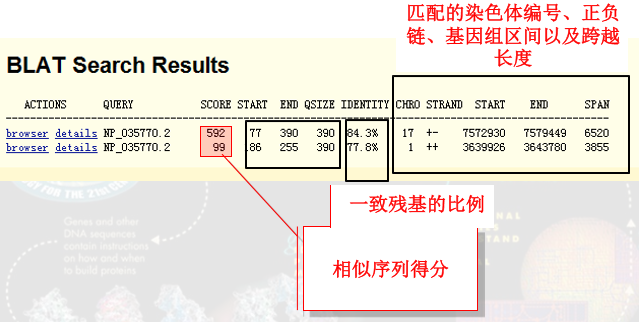 匹配的染色体编号、正负
链、基因组区间以及跨越
长度
BLAT Search Results
ACTIONS QUERY SCORE START END QSIZE IDENTITY CHRO STRAND START END SPAN
browser details NP_035770.2 592 77 390 390 84.3% 17 +- 7572930 7579449 6520
browser details NP_035770.2 99 86 255 390 77.8% 1 ++ 3639926 3643780 3855
一致残基的比例
Genes and other
DNA sequences
contain instructions
on how and when
to build proteins
相似序列得分